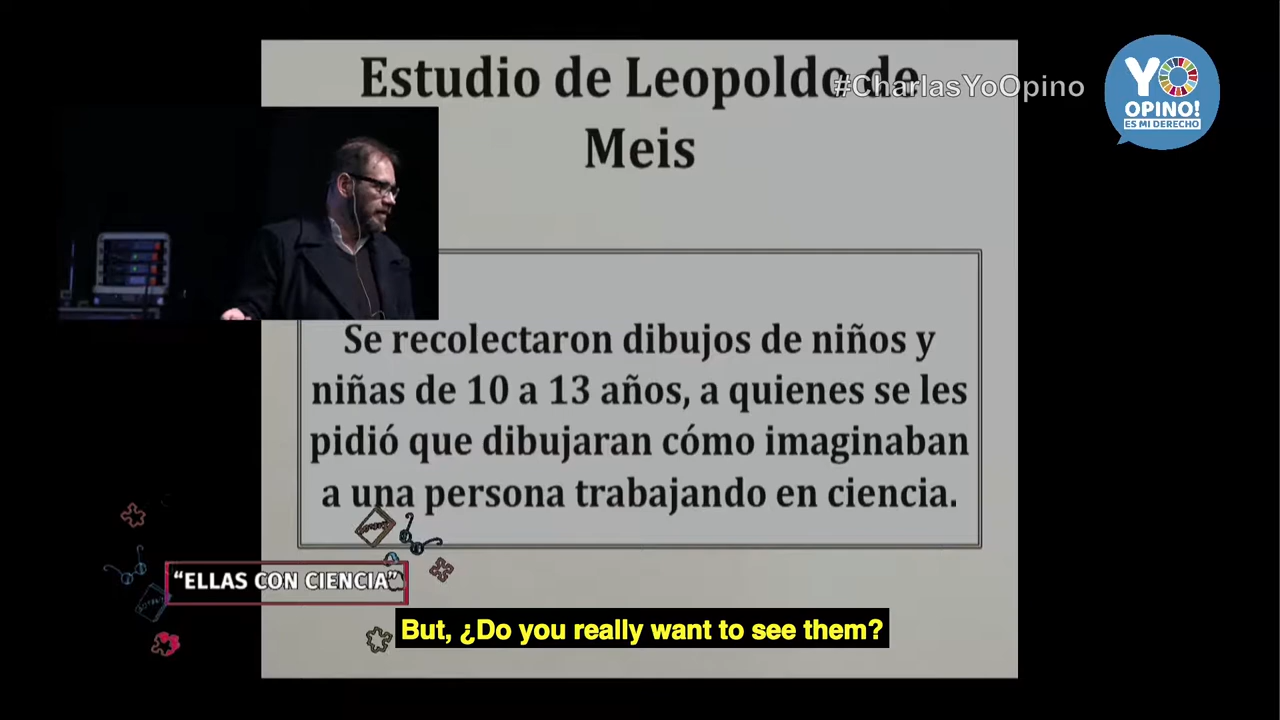 Estudio de Leopoldo de
Meis
#CharlasYoOpino
YO
OPINO!
ES MI DERECHO
Se recolectaron dibujos de niños y
niñas de 10 a 13 años, a quienes se les
pidió que dibujaran cómo imaginaban
a una persona trabajando en ciencia.
“ELLAS CON CIENCIA”
But, ¿Do you really want to see them?